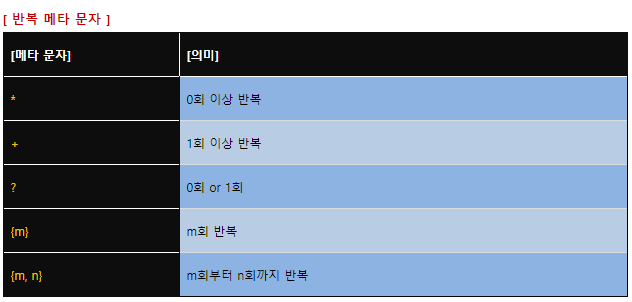 [ 반복 메타 문자 ]
[메타 문자] [의미]
* 0회 이상 반복
+ 1회 이상 반복
? 0회 or 1회
{m} m회 반복
{m, n} m회부터 n회까지 반복